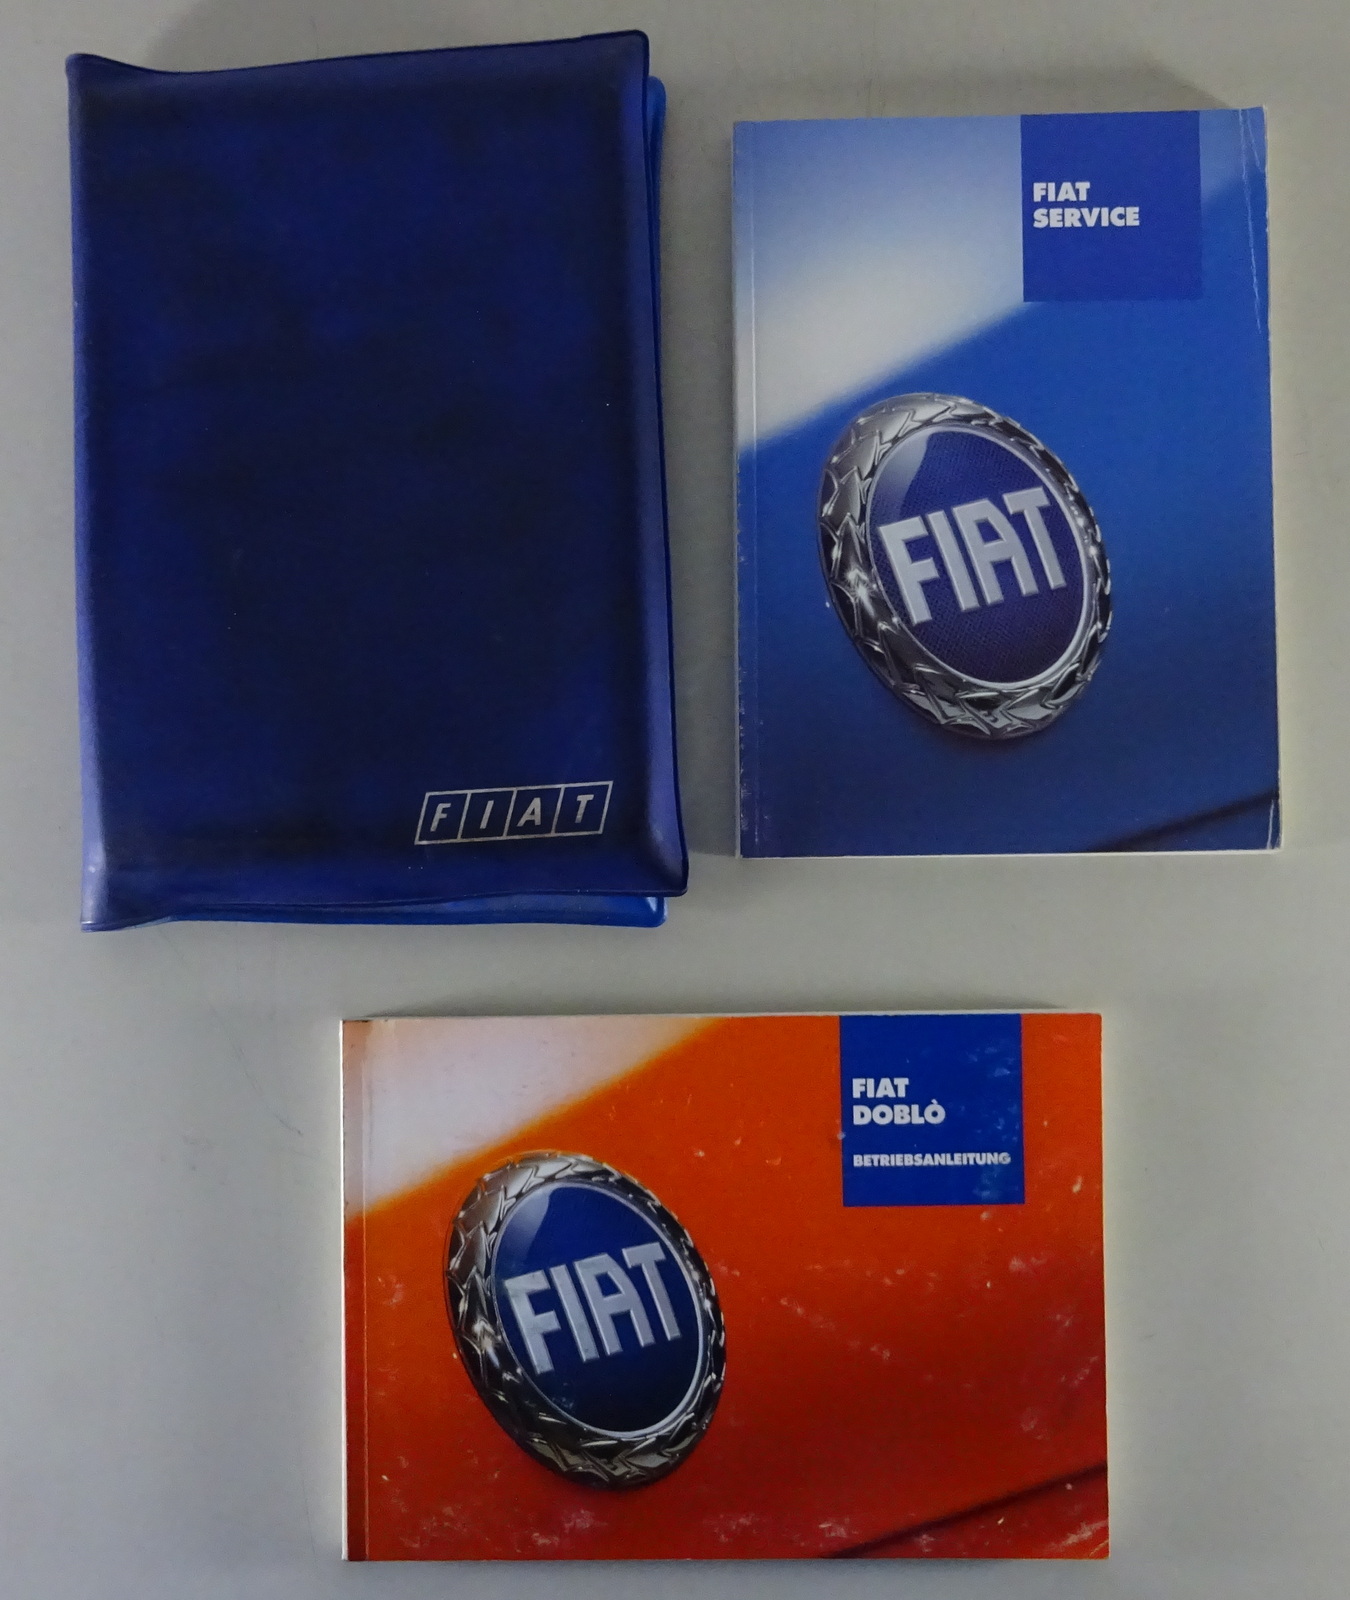 FIAT
FIAT
SERVICE
FIAT
FIAT
DOBLÒ
BETRIEBSANLEITUNG
FIAT